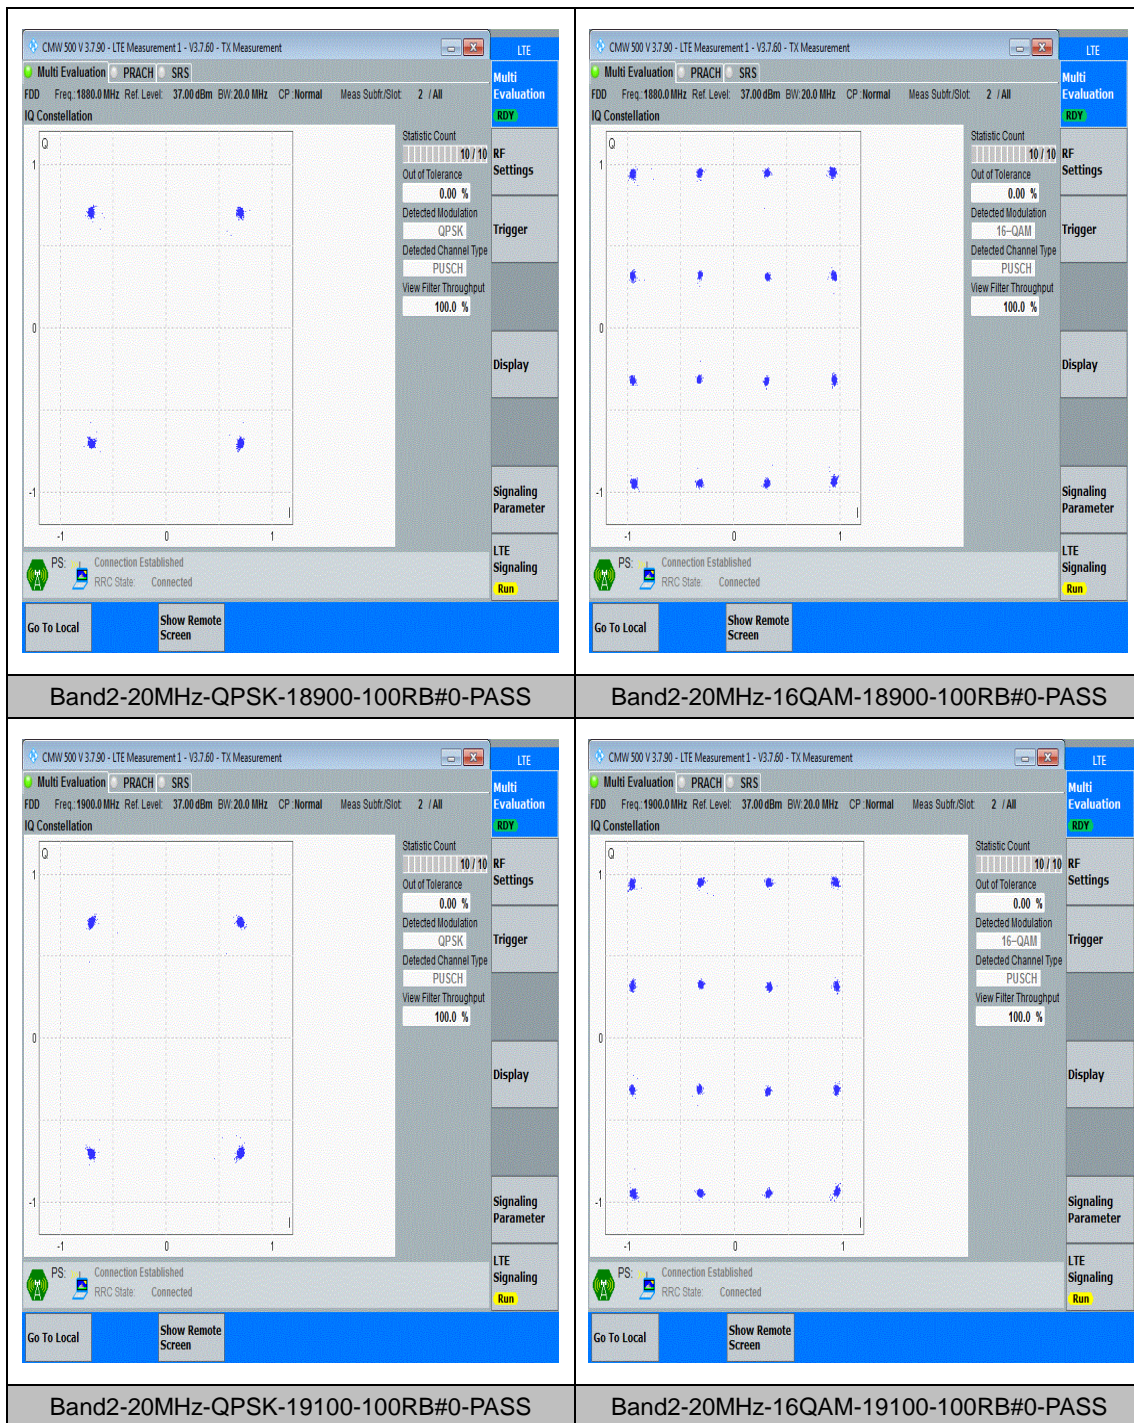 CMW 500 V 3.7.90 - LTE Measurement 1 - V3.7.60 - TX Measurement
LTE
Multi Evaluation PRACH SRS
Multi Evaluation
RDY
FDD Freq.: 1880.0 MHz Ref. Level: 37.00 dBm BW: 20.0 MHz CP : Normal Meas Subfr./Slot: 2 / All
IQ Constellation
Q
1
0
-1
I
-1 0 1
Statistic Count
10 / 10
Out of Tolerance
0.00 %
Detected Modulation
QPSK
Detected Channel Type
PUSCH
View Filter Throughput
100.0 %
RF Settings
Trigger
Display
Signaling Parameter
LTE Signaling
Run
PS: Connection Established
RRC State: Connected
Go To Local
Show Remote Screen
CMW 500 V 3.7.90 - LTE Measurement 1 - V3.7.60 - TX Measurement
LTE
Multi Evaluation PRACH SRS
Multi Evaluation
RDY
FDD Freq.: 1880.0 MHz Ref. Level: 37.00 dBm BW: 20.0 MHz CP : Normal Meas Subfr./Slot: 2 / All
IQ Constellation
Q
1
0
-1
I
-1 0 1
Statistic Count
10 / 10
Out of Tolerance
0.00 %
Detected Modulation
16-QAM
Detected Channel Type
PUSCH
View Filter Throughput
100.0 %
RF Settings
Trigger
Display
Signaling Parameter
LTE Signaling
Run
PS: Connection Established
RRC State: Connected
Go To Local
Show Remote Screen
Band2-20MHz-QPSK-18900-100RB#0-PASS
Band2-20MHz-16QAM-18900-100RB#0-PASS
CMW 500 V 3.7.90 - LTE Measurement 1 - V3.7.60 - TX Measurement
LTE
Multi Evaluation PRACH SRS
Multi Evaluation
RDY
FDD Freq.: 1900.0 MHz Ref. Level: 37.00 dBm BW: 20.0 MHz CP : Normal Meas Subfr./Slot: 2 / All
IQ Constellation
Q
1
0
-1
I
-1 0 1
Statistic Count
10 / 10
Out of Tolerance
0.00 %
Detected Modulation
QPSK
Detected Channel Type
PUSCH
View Filter Throughput
100.0 %
RF Settings
Trigger
Display
Signaling Parameter
LTE Signaling
Run
PS: Connection Established
RRC State: Connected
Go To Local
Show Remote Screen
CMW 500 V 3.7.90 - LTE Measurement 1 - V3.7.60 - TX Measurement
LTE
Multi Evaluation PRACH SRS
Multi Evaluation
RDY
FDD Freq.: 1900.0 MHz Ref. Level: 37.00 dBm BW: 20.0 MHz CP : Normal Meas Subfr./Slot: 2 / All
IQ Constellation
Q
1
0
-1
I
-1 0 1
Statistic Count
10 / 10
Out of Tolerance
0.00 %
Detected Modulation
16-QAM
Detected Channel Type
PUSCH
View Filter Throughput
100.0 %
RF Settings
Trigger
Display
Signaling Parameter
LTE Signaling
Run
PS: Connection Established
RRC State: Connected
Go To Local
Show Remote Screen
Band2-20MHz-QPSK-19100-100RB#0-PASS
Band2-20MHz-16QAM-19100-100RB#0-PASS